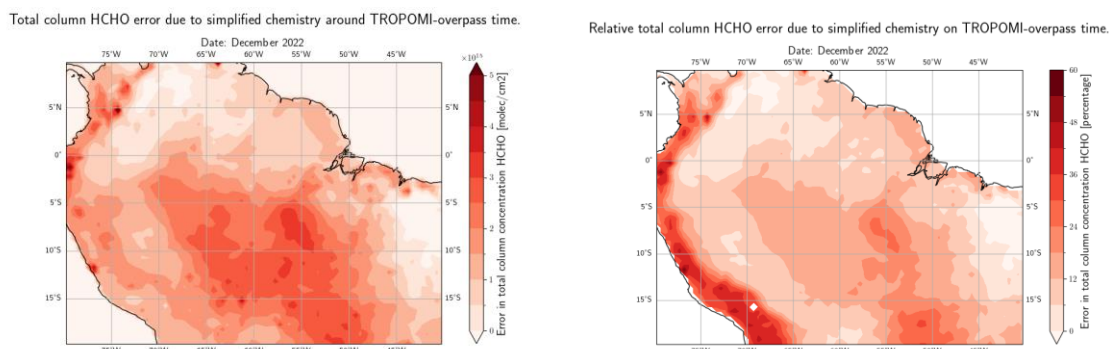 Total column HCHO error due to simplified chemistry around TROPOMI-overpass time.
Date: December 2022
75°W 70°W 65°W 60°W 55°W 50°W 45°W
×10¹⁵
5°N
0°
5°S
10°S
15°S
5
4
3
2
1
0
Error in total column concentration HCHO [molec/cm2]
Relative total column HCHO error due to simplified chemistry on TROPOMI-overpass time.
Date: December 2022
75°W 70°W 65°W 60°W 55°W 50°W 45°W
5°N 5°N
0° 0°
5°S 5°S
10°S 10°S
15°S 15°S
60
48
36
24
12
0
Error in total column concentration HCHO [percentage]